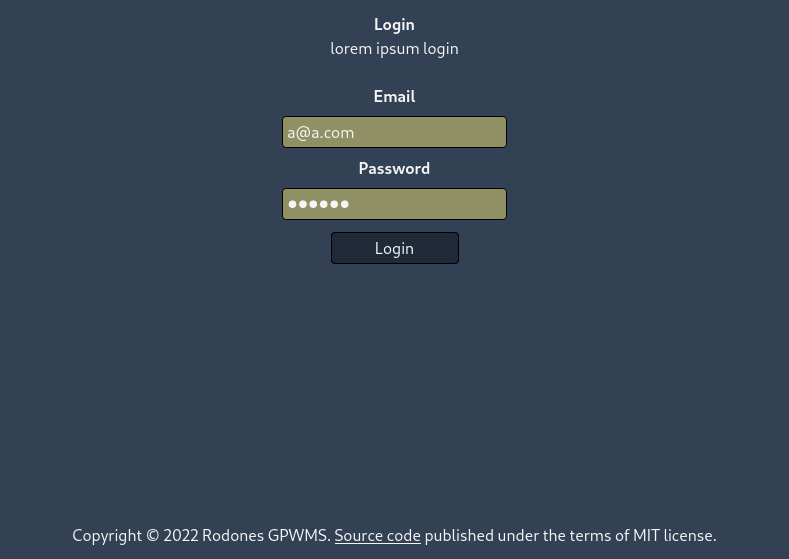 Login
lorem ipsum login
Email
a@a.com
Password
●●●●●●
Login
Copyright © 2022 Rodones GPWMS. Source code published under the terms of MIT license.